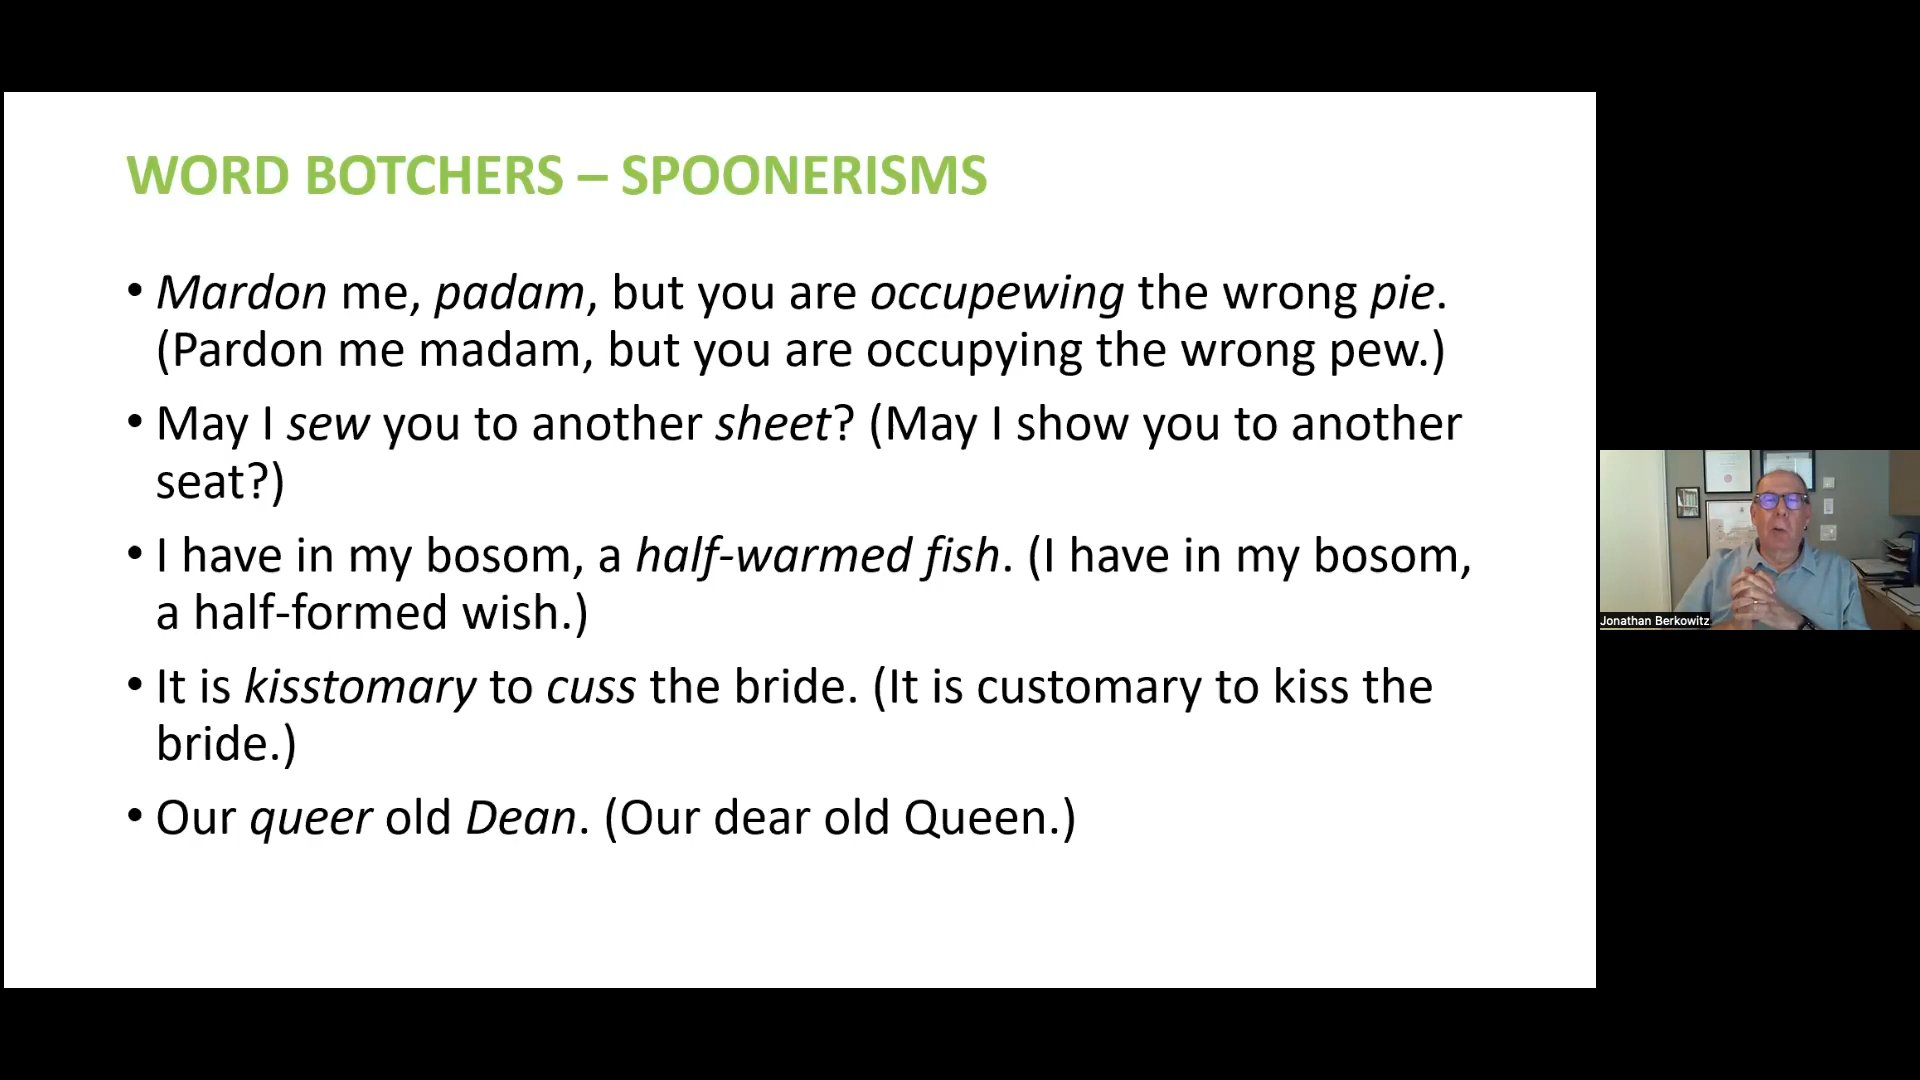 WORD BOTCHERS – SPOONERISMS
• Mardon me, padam, but you are occupewing the wrong pie.
(Pardon me madam, but you are occupying the wrong pew.)
• May I sew you to another sheet? (May I show you to another
seat?)
• I have in my bosom, a half-warmed fish. (I have in my bosom,
a half-formed wish.)
• It is kisstomary to cuss the bride. (It is customary to kiss the
bride.)
• Our queer old Dean. (Our dear old Queen.)
Jonathan Berkowitz